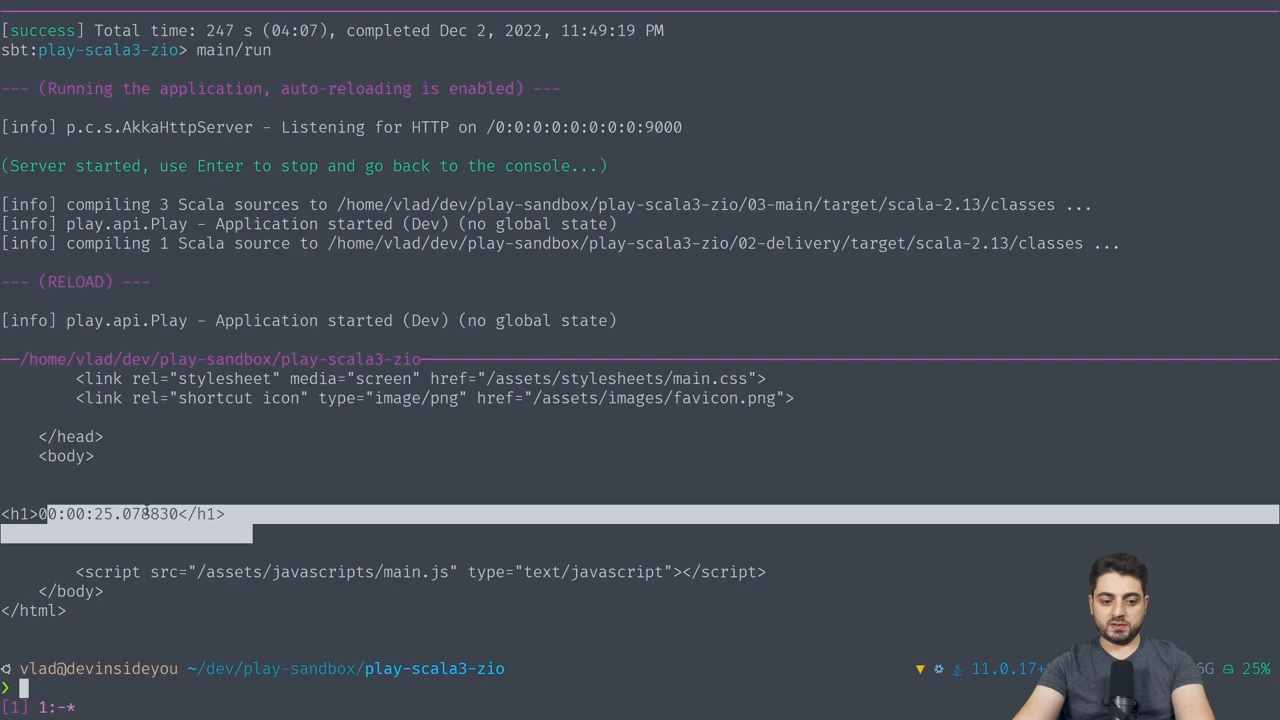 [success] Total time: 247 s (04:07), completed Dec 2, 2022, 11:49:19 PM
sbt:play-scala3-zio> main/run
--- (Running the application, auto-reloading is enabled) ---
[info] p.c.s.AkkaHttpServer - Listening for HTTP on /0:0:0:0:0:0:0:0:9000
(Server started, use Enter to stop and go back to the console...)
[info] compiling 3 Scala sources to /home/vlad/dev/play-sandbox/play-scala3-zio/03-main/target/scala-2.13/classes ...
[info] play.api.Play - Application started (Dev) (no global state)
[info] compiling 1 Scala source to /home/vlad/dev/play-sandbox/play-scala3-zio/02-delivery/target/scala-2.13/classes ...
--- (RELOAD) ---
[info] play.api.Play - Application started (Dev) (no global state)
/home/vlad/dev/play-sandbox/play-scala3-zio
<link rel="stylesheet" media="screen" href="/assets/stylesheets/main.css">
<link rel="shortcut icon" type="image/png" href="/assets/images/favicon.png">
</head>
<body>
<h1>00:00:25.078830</h1>
<script src="/assets/javascripts/main.js" type="text/javascript"></script>
</body>
</html>
vlad@devinsideyou ~/dev/play-sandbox/play-scala3-zio 11.0.17+ 6G 25%
❯
[1] 1:-*